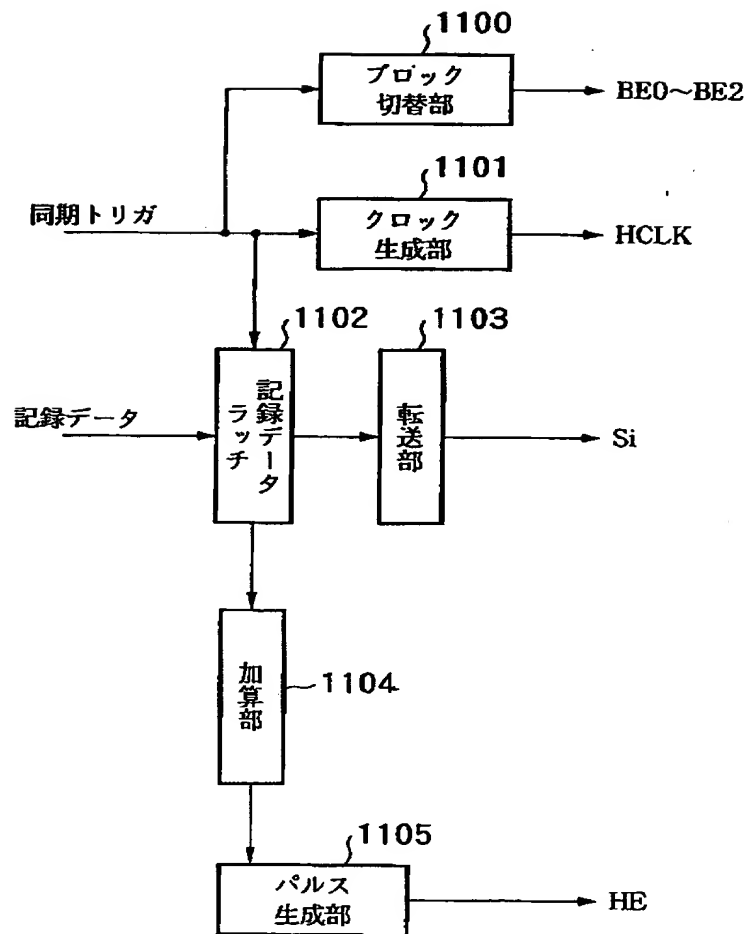 1100
ブロック
切替部
BE0~BE2
1101
同期トリガ
クロック
生成部
HCLK
1102
1103
記録データ
記録データ
ラッチ
転送部
Si
加算部
1104
1105
パルス
生成部
HE